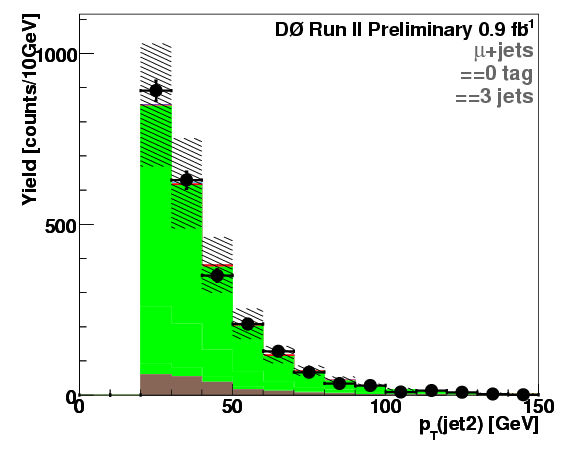 DØ Run II Preliminary 0.9 fb-1
μ+jets
==0 tag
==3 jets
Yield [counts/10GeV]
1000
500
0
0 50 100 150
pT(jet2) [GeV]